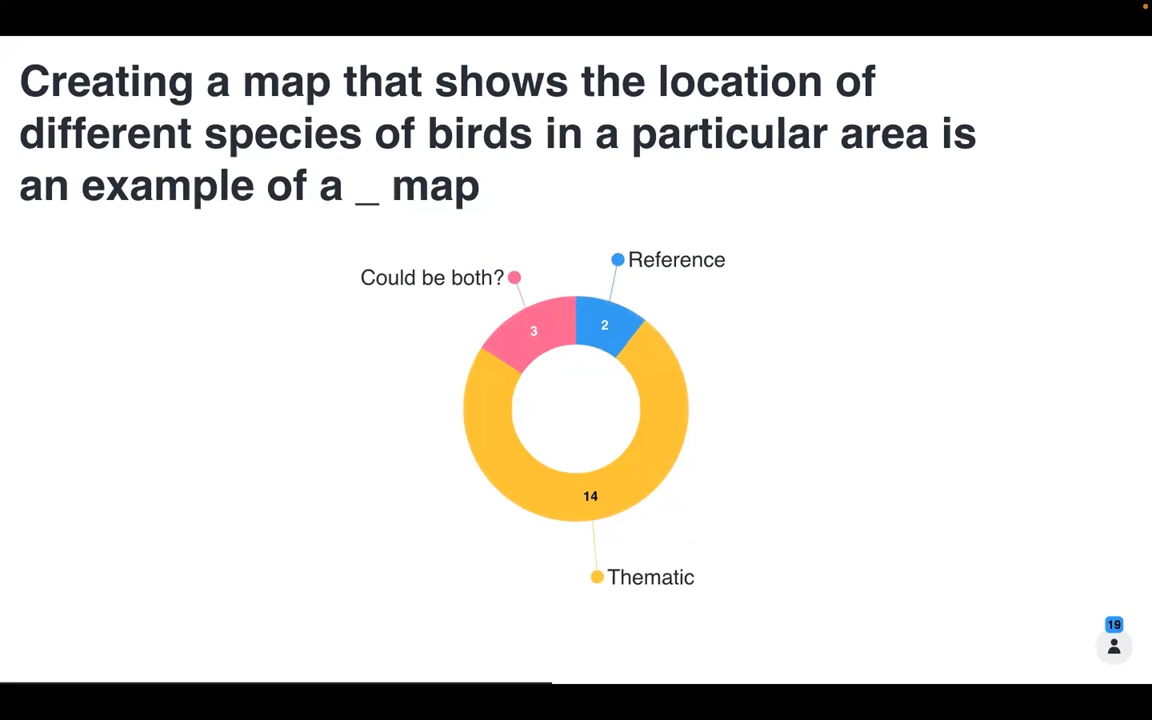 Creating a map that shows the location of
different species of birds in a particular area is
an example of a _ map
Reference
Could be both?
3
2
14
Thematic
19